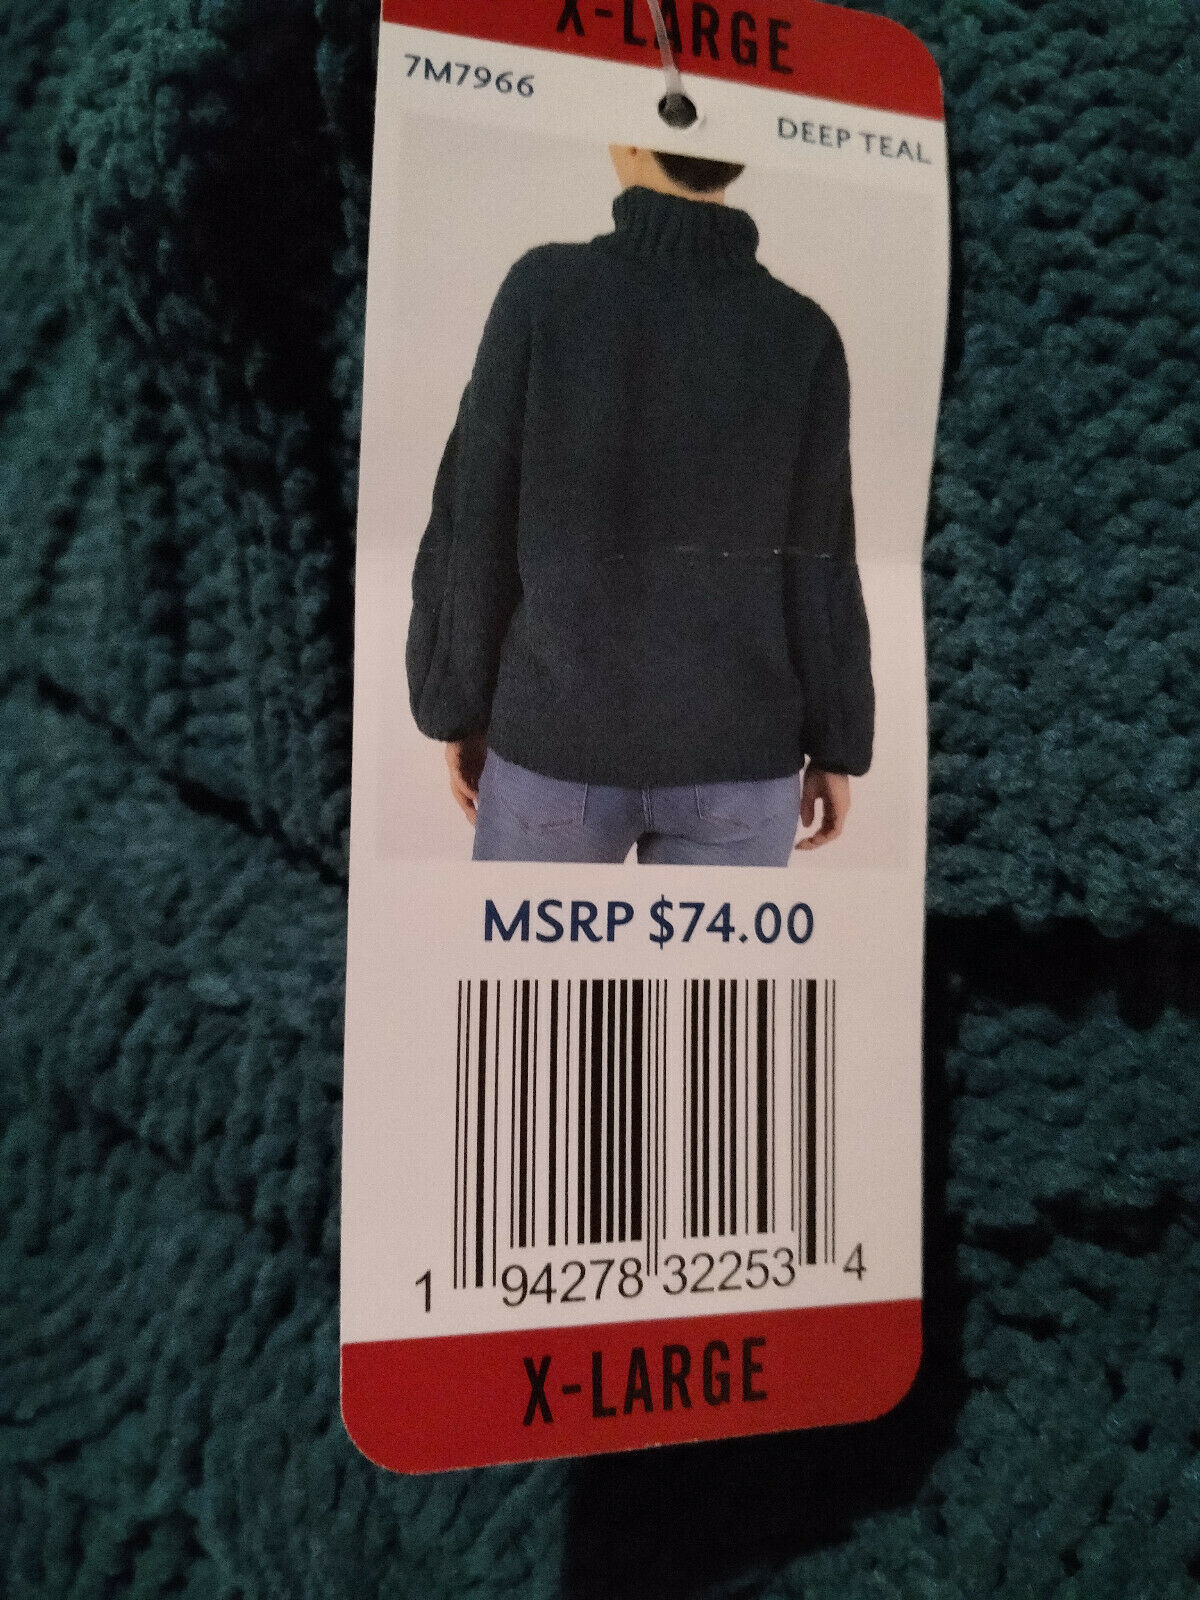 X-LARGE
7M7966
DEEP TEAL
MSRP $74.00
1 94278 32253 4
X-LARGE